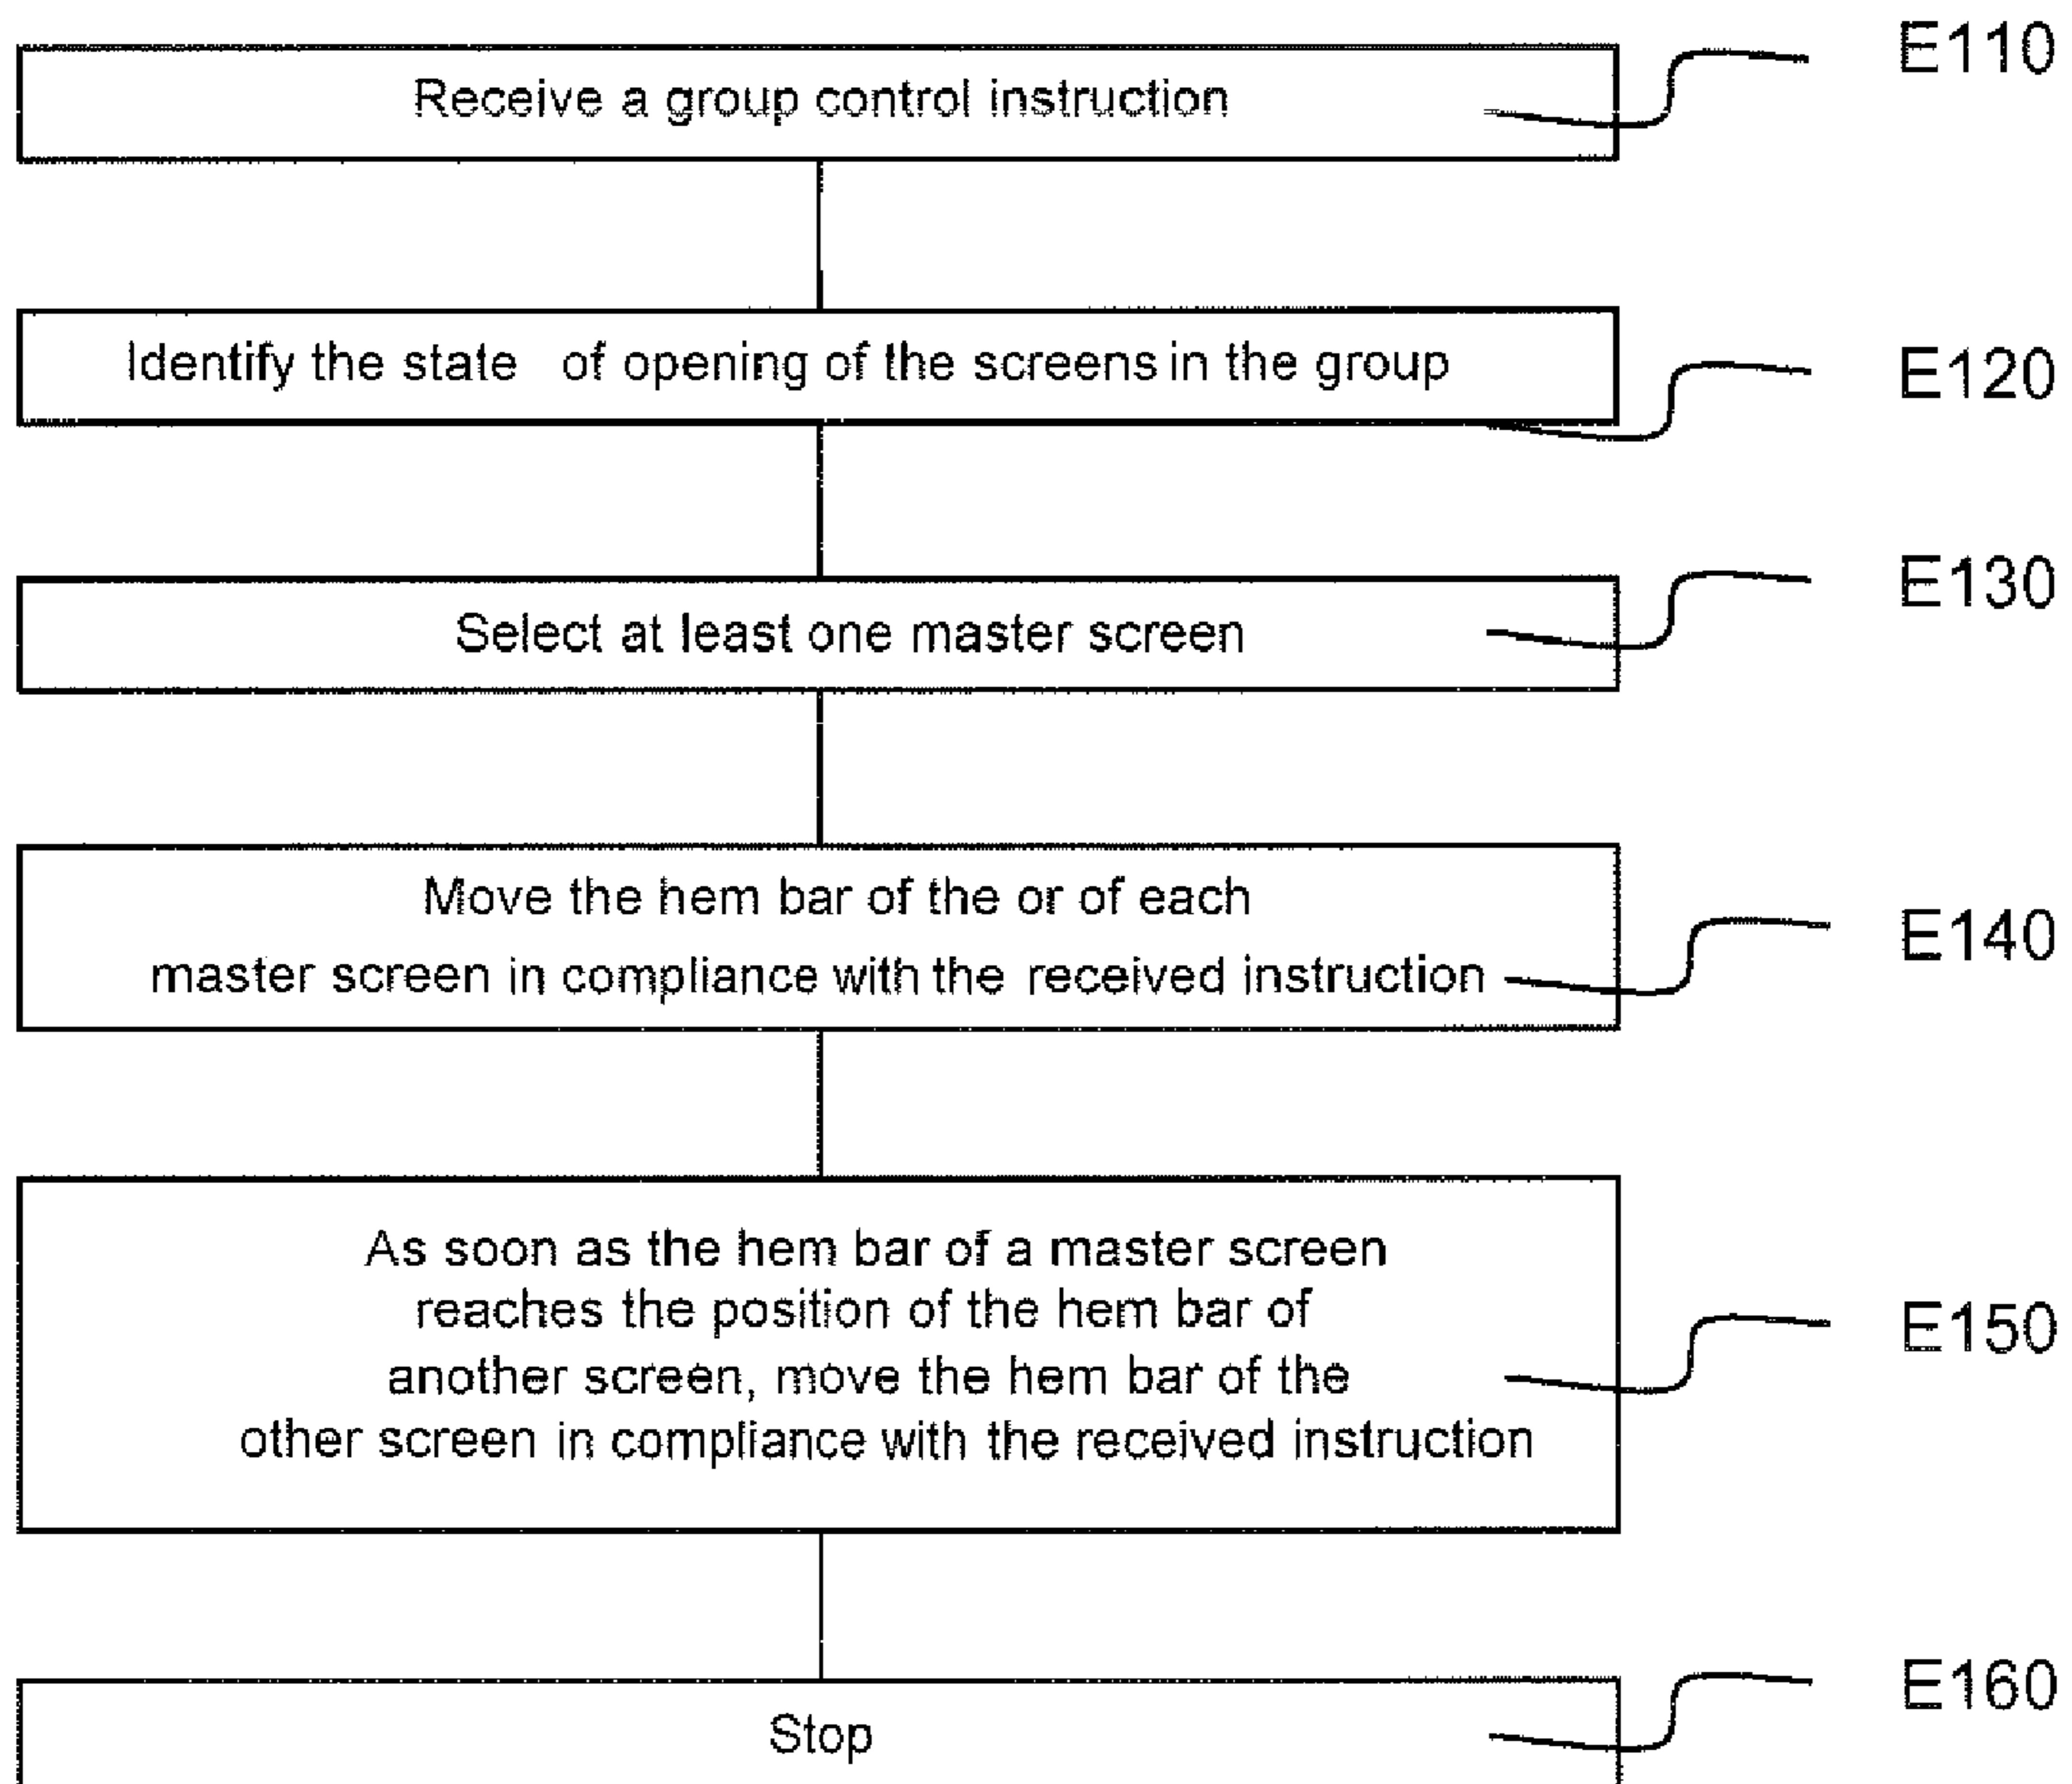 Receive a group control instruction
E110
Identify the state of opening of the screens in the group
E120
Select at least one master screen
E130
Move the hem bar of the or of each
master screen in compliance with the received instruction
E140
As soon as the hem bar of a master screen
reaches the position of the hem bar of
another screen, move the hem bar of the
other screen in compliance with the received instruction
E150
Stop
E160